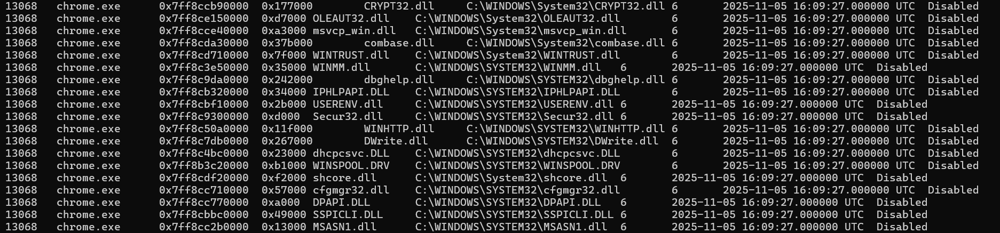 13068 chrome.exe 0x7ff8ccb90000 0x177000 CRYPT32.dll C:\WINDOWS\System32\CRYPT32.dll 6 2025-11-05 16:09:27.000000 UTC Disabled
13068 chrome.exe 0x7ff8ce150000 0xd7000 OLEAUT32.dll C:\WINDOWS\System32\OLEAUT32.dll 6 2025-11-05 16:09:27.000000 UTC Disabled
13068 chrome.exe 0x7ff8cce40000 0xa3000 msvcp_win.dll C:\WINDOWS\System32\msvcp_win.dll 6 2025-11-05 16:09:27.000000 UTC Disabled
13068 chrome.exe 0x7ff8cda30000 0x37b000 combase.dll C:\WINDOWS\System32\combase.dll 6 2025-11-05 16:09:27.000000 UTC Disabled
13068 chrome.exe 0x7ff8cd710000 0x7f000 WINTRUST.dll C:\WINDOWS\System32\WINTRUST.dll 6 2025-11-05 16:09:27.000000 UTC Disabled
13068 chrome.exe 0x7ff8c3e50000 0x35000 WINMM.dll C:\WINDOWS\SYSTEM32\WINMM.dll 6 2025-11-05 16:09:27.000000 UTC Disabled
13068 chrome.exe 0x7ff8c9da0000 0x242000 dbghelp.dll C:\WINDOWS\SYSTEM32\dbghelp.dll 6 2025-11-05 16:09:27.000000 UTC Disabled
13068 chrome.exe 0x7ff8cb320000 0x34000 IPHLPAPI.DLL C:\WINDOWS\SYSTEM32\IPHLPAPI.DLL 6 2025-11-05 16:09:27.000000 UTC Disabled
13068 chrome.exe 0x7ff8cbf10000 0x2b000 USERENV.dll C:\WINDOWS\SYSTEM32\USERENV.dll 6 2025-11-05 16:09:27.000000 UTC Disabled
13068 chrome.exe 0x7ff8c9300000 0xd000 Secur32.dll C:\WINDOWS\SYSTEM32\Secur32.dll 6 2025-11-05 16:09:27.000000 UTC Disabled
13068 chrome.exe 0x7ff8c50a0000 0x11f000 WINHTTP.dll C:\WINDOWS\SYSTEM32\WINHTTP.dll 6 2025-11-05 16:09:27.000000 UTC Disabled
13068 chrome.exe 0x7ff8c7db0000 0x267000 DWrite.dll C:\WINDOWS\SYSTEM32\DWrite.dll 6 2025-11-05 16:09:27.000000 UTC Disabled
13068 chrome.exe 0x7ff8c4bc0000 0x23000 dhcpcsvc.DLL C:\WINDOWS\SYSTEM32\dhcpcsvc.DLL 6 2025-11-05 16:09:27.000000 UTC Disabled
13068 chrome.exe 0x7ff8b3c20000 0xb1000 WINSPOOL.DRV C:\WINDOWS\SYSTEM32\WINSPOOL.DRV 6 2025-11-05 16:09:27.000000 UTC Disabled
13068 chrome.exe 0x7ff8cdf20000 0xf2000 shcore.dll C:\WINDOWS\System32\shcore.dll 6 2025-11-05 16:09:27.000000 UTC Disabled
13068 chrome.exe 0x7ff8cc710000 0x57000 cfgmgr32.dll C:\WINDOWS\SYSTEM32\cfgmgr32.dll 6 2025-11-05 16:09:27.000000 UTC Disabled
13068 chrome.exe 0x7ff8cc770000 0xa000 DPAPI.DLL C:\WINDOWS\SYSTEM32\DPAPI.DLL 6 2025-11-05 16:09:27.000000 UTC Disabled
13068 chrome.exe 0x7ff8cbbc0000 0x49000 SSPICLI.DLL C:\WINDOWS\SYSTEM32\SSPICLI.DLL 6 2025-11-05 16:09:27.000000 UTC Disabled
13068 chrome.exe 0x7ff8cc2b0000 0x13000 MSASN1.dll C:\WINDOWS\SYSTEM32\MSASN1.dll 6 2025-11-05 16:09:27.000000 UTC Disabled